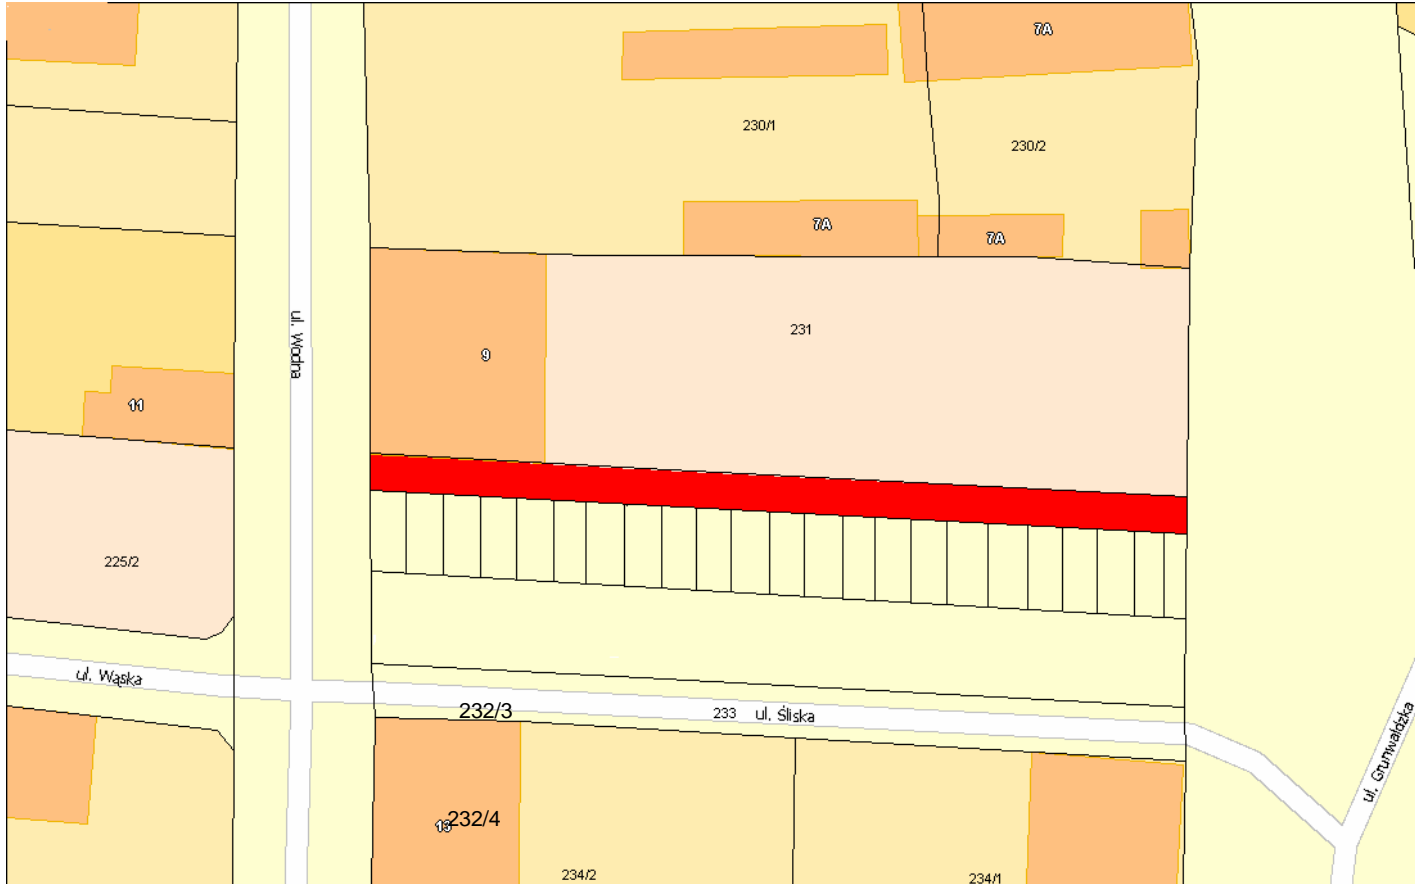 7A
230/1
230/2
7A
7A
231
ul. Wodna
9
11
225/2
ul. Wąska
232/3
233
ul. Śliska
ul. Grunwaldzka
232/4
234/2
234/1